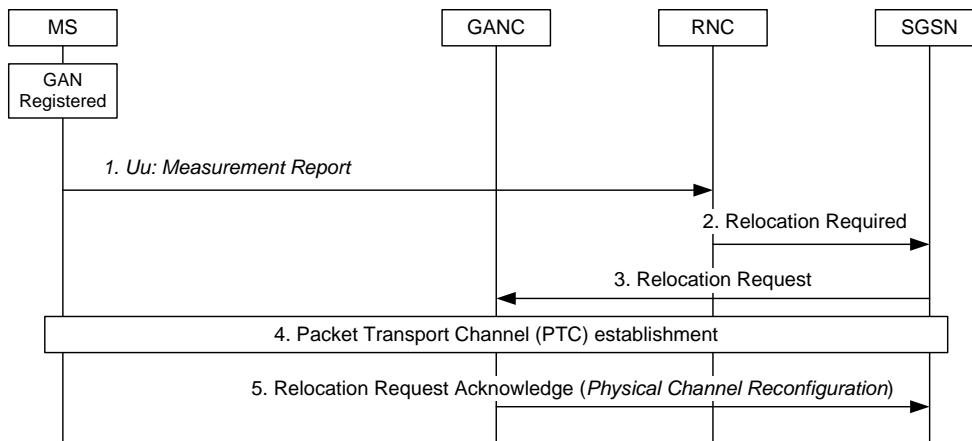 MS
GANC
RNC
SGSN
GAN
Registered
1. Uu: Measurement Report
2. Relocation Required
3. Relocation Request
4. Packet Transport Channel (PTC) establishment
5. Relocation Request Acknowledge (Physical Channel Reconfiguration)